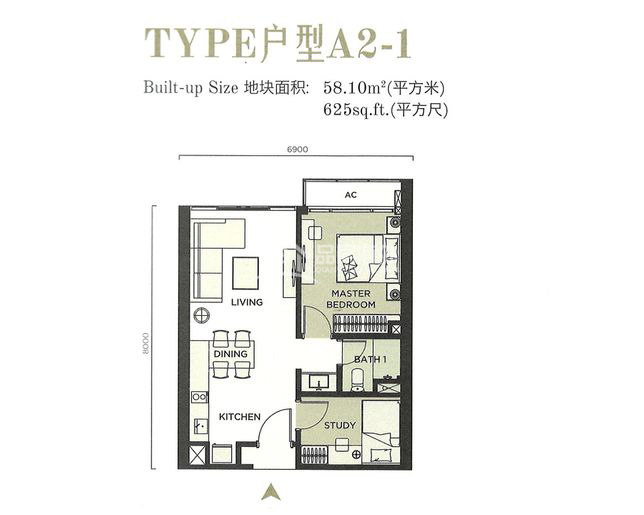 TYPE户型A2-1
Built-up Size 地块面积: 58.10m²(平方米)
625sq.ft.(平方尺)
6900
8000
AC
LIVING
MASTER
BEDROOM
DINING
BATH 1
KITCHEN
STUDY